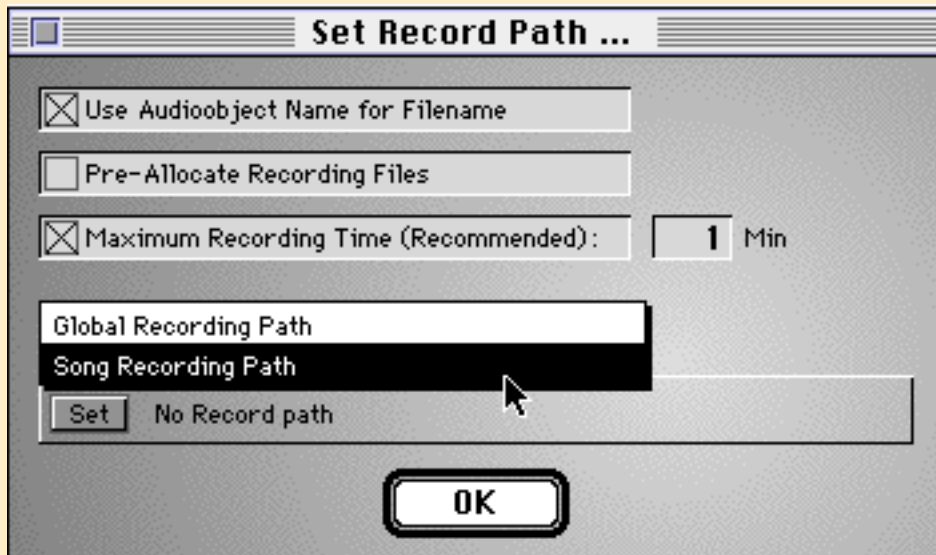 Set Record Path ...
Use Audioobject Name for Filename
Pre-Allocate Recording Files
Maximum Recording Time (Recommended): 1 Min
Global Recording Path
Song Recording Path
Set No Record path
OK